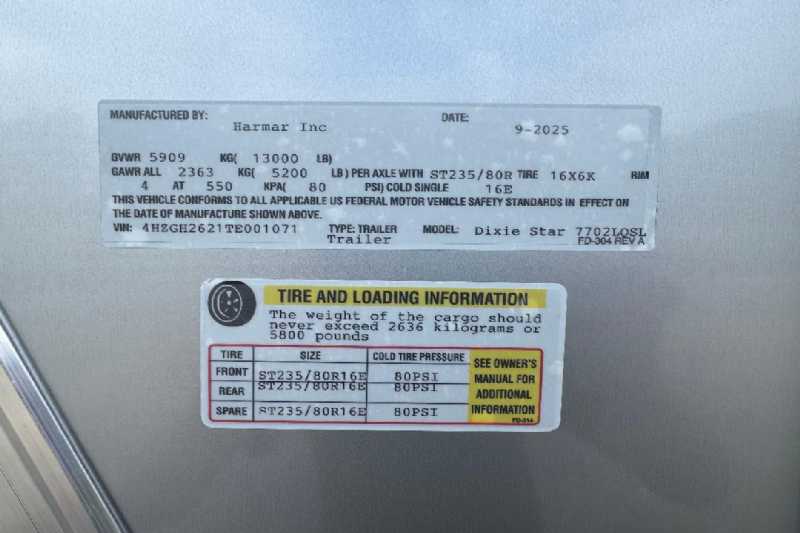 MANUFACTURED BY: Harmar Inc DATE: 9-2025
GVWR 5909 KG( 13000 LB)
GAWR ALL 2363 KG( 5200 LB) PER AXLE WITH ST235/80R TIRE 16X6K RIM
4 AT 550 KPA( 80 PSI) COLD SINGLE 16E
THIS VEHICLE CONFORMS TO ALL APPLICABLE US FEDERAL MOTOR VEHICLE SAFETY STANDARDS IN EFFECT ON
THE DATE OF MANUFACTURE SHOWN ABOVE.
VIN: 4HZGH2621TE001071 TYPE: TRAILER MODEL: Dixie Star 7702LQSL
Trailer FD-304 REV A
TIRE AND LOADING INFORMATION
The weight of the cargo should
never exceed 2636 kilograms or
5800 pounds
TIRE SIZE COLD TIRE PRESSURE SEE OWNER'S
FRONT ST235/80R16E 80PSI MANUAL FOR
REAR ST235/80R16E 80PSI ADDITIONAL
SPARE ST235/80R16E 80PSI INFORMATION